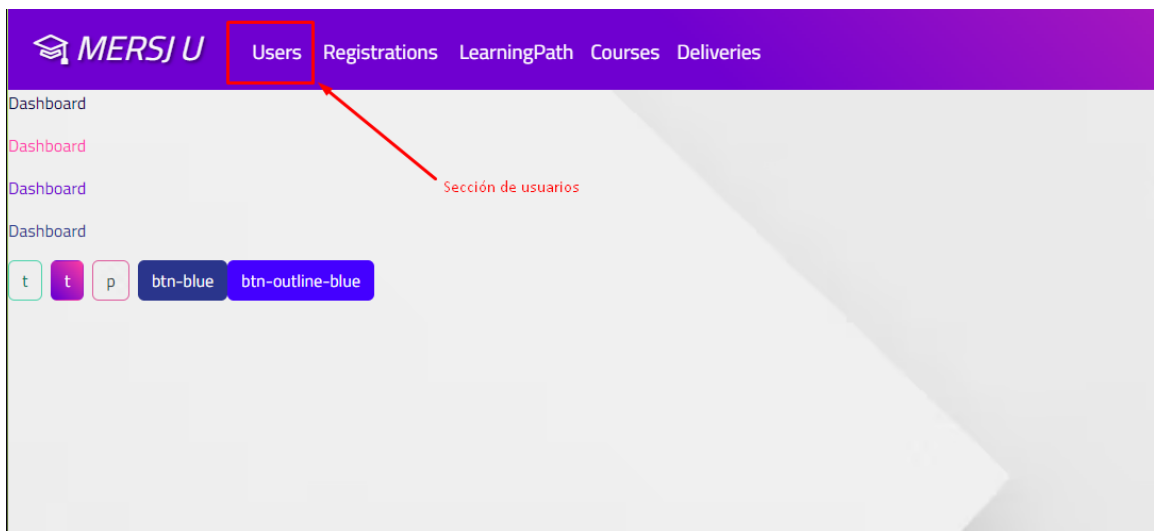 MERSJ U Users Registrations LearningPath Courses Deliveries
Dashboard
Dashboard
Sección de usuarios
Dashboard
Dashboard
t t p btn-blue btn-outline-blue